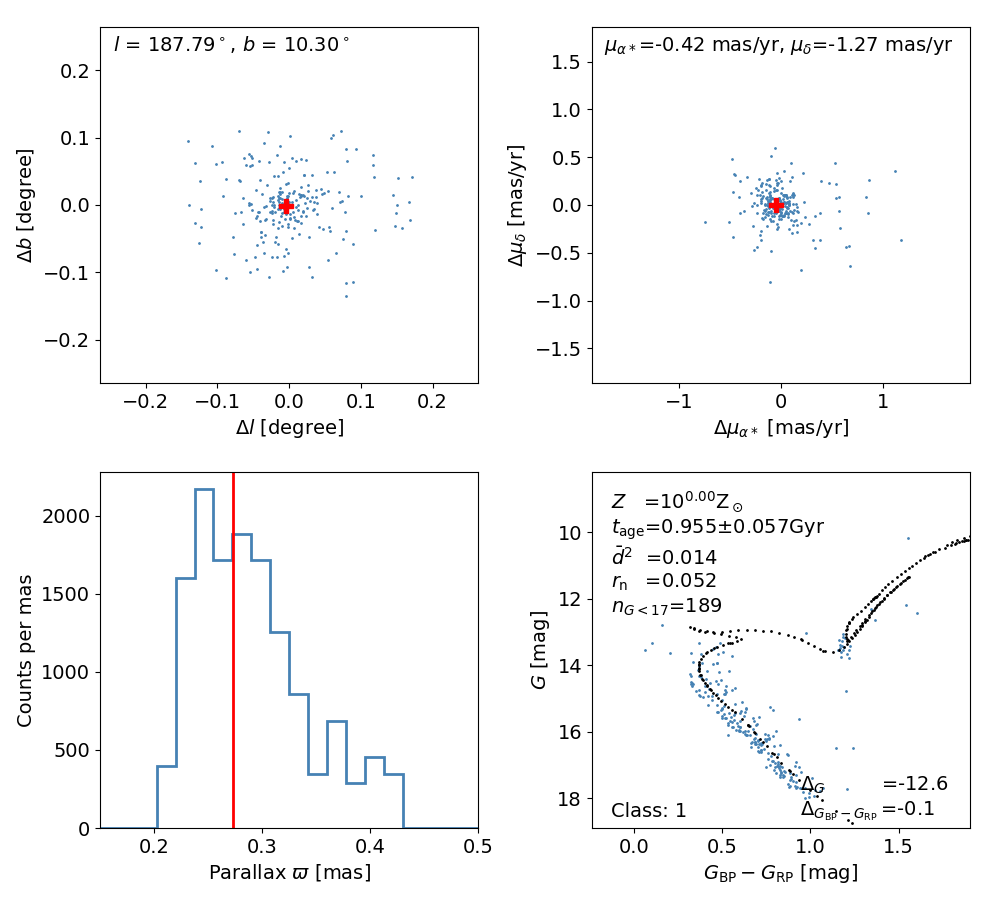 l = 187.79°, b = 10.30°
0.2
0.1
0.0
−0.1
−0.2
Δb [degree]
−0.2 −0.1 0.0 0.1 0.2
Δl [degree]
μα*=-0.42 mas/yr, μδ=-1.27 mas/yr
1.5
1.0
0.5
0.0
−0.5
−1.0
−1.5
Δμδ [mas/yr]
−1 0 1
Δμα* [mas/yr]
2000
1500
1000
500
0
Counts per mas
0.2 0.3 0.4 0.5
Parallax ϖ [mas]
Z =10^0.00Z⊙
t_age=0.955±0.057Gyr
d̄² =0.014
r_n =0.052
n_G<17=189
10
12
14
16
18
G [mag]
Δ_G =-12.6
Class: 1
Δ_G_BP−G_RP =-0.1
0.0 0.5 1.0 1.5
G_BP − G_RP [mag]